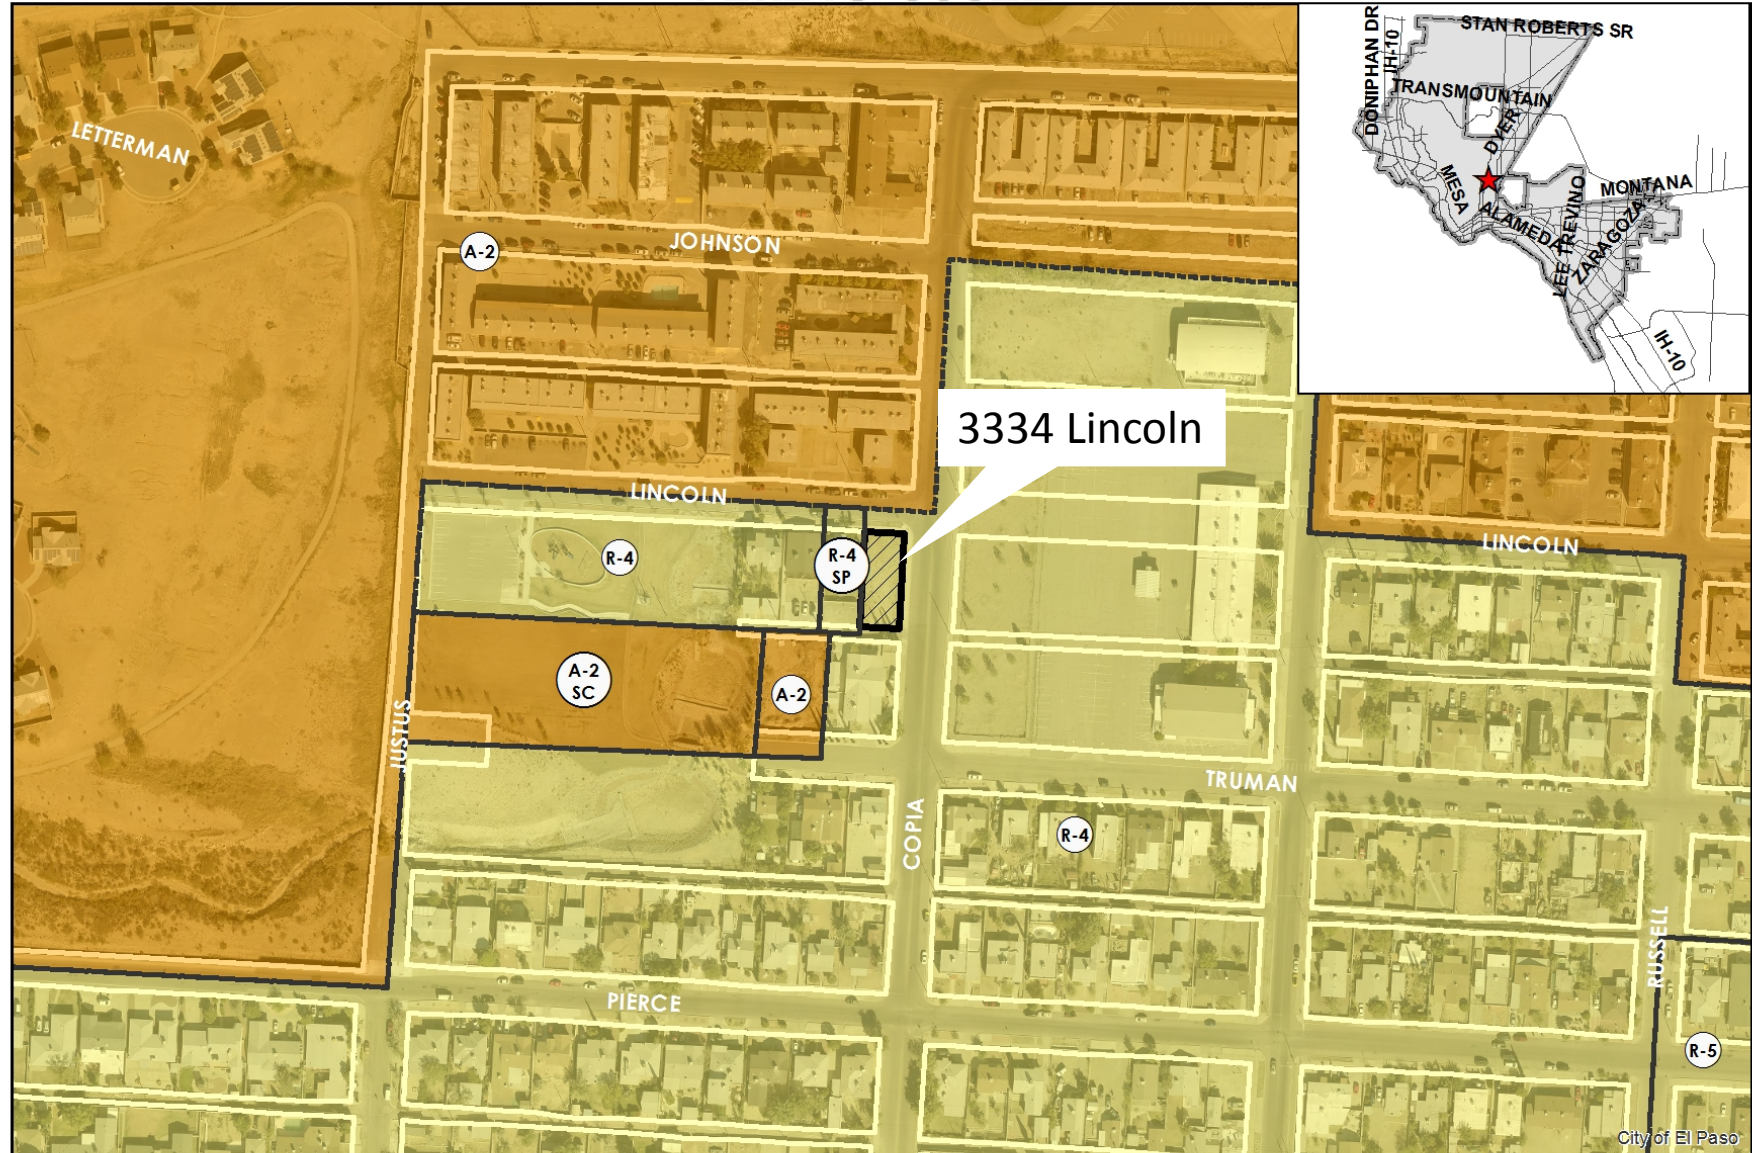 STAN ROBERTS SR
DONIPHAN DR
IH-10
TRANSMOUNTAIN
DYER
MESA
MONTANA
ALAMEDA
LEE TREVINO
ZARAGOZA
IH-10
LETTERMAN
JOHNSON
A-2
3334 Lincoln
LINCOLN
R-4
R-4
SP
LINCOLN
A-2
SC
A-2
JUSTUS
TRUMAN
COPIA
R-4
RUSSELL
PIERCE
R-5
City of El Paso